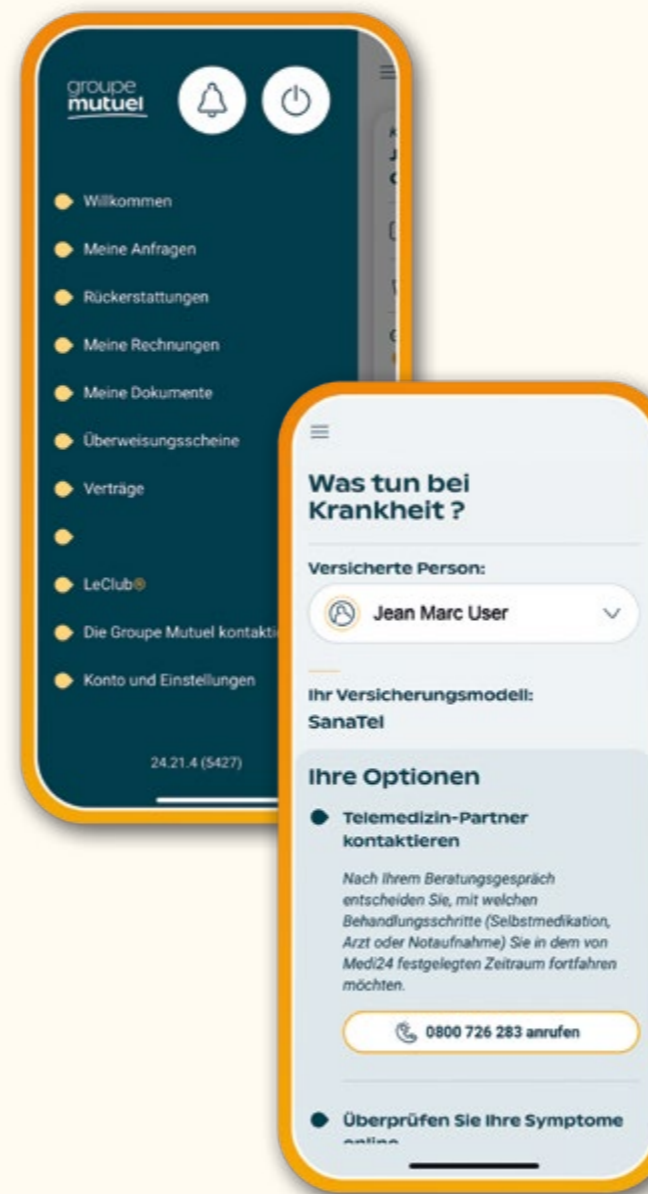 groupe
mutuel
Willkommen
Meine Anfragen
Rückerstattungen
Meine Rechnungen
Meine Dokumente
Überweisungsscheine
Verträge
LeClub®
Die Groupe Mutuel kontakti
Konto und Einstellungen
24.21.4 (5427)
Was tun bei
Krankheit ?
Versicherte Person:
Jean Marc User
Ihr Versicherungsmodell:
SanaTel
Ihre Optionen
Telemedizin-Partner
kontaktieren
Nach Ihrem Beratungsgespräch
entscheiden Sie, mit welchen
Behandlungsschritte (Selbstmedikation,
Arzt oder Notaufnahme) Sie in dem von
Medi24 festgelegten Zeitraum fortfahren
möchten.
0800 726 283 anrufen
Überprüfen Sie Ihre Symptome
online